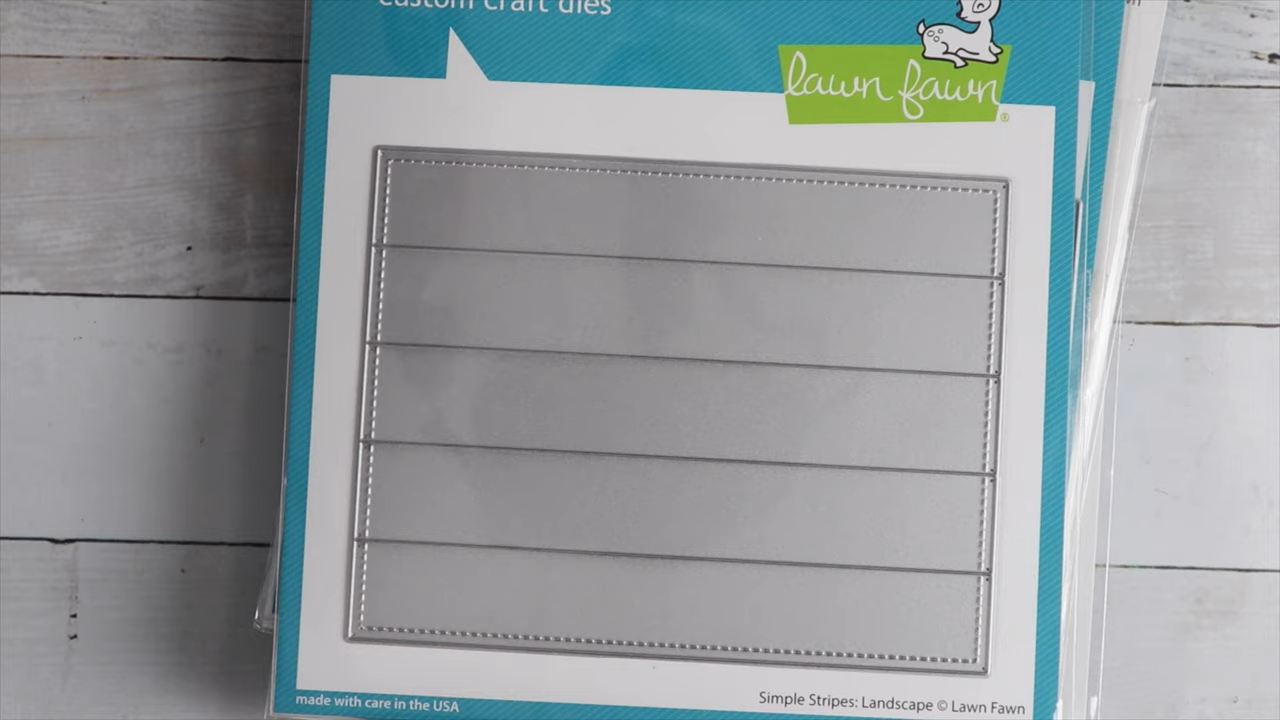 custom craft dies
lawn fawn®
made with care in the USA
Simple Stripes: Landscape © Lawn Fawn